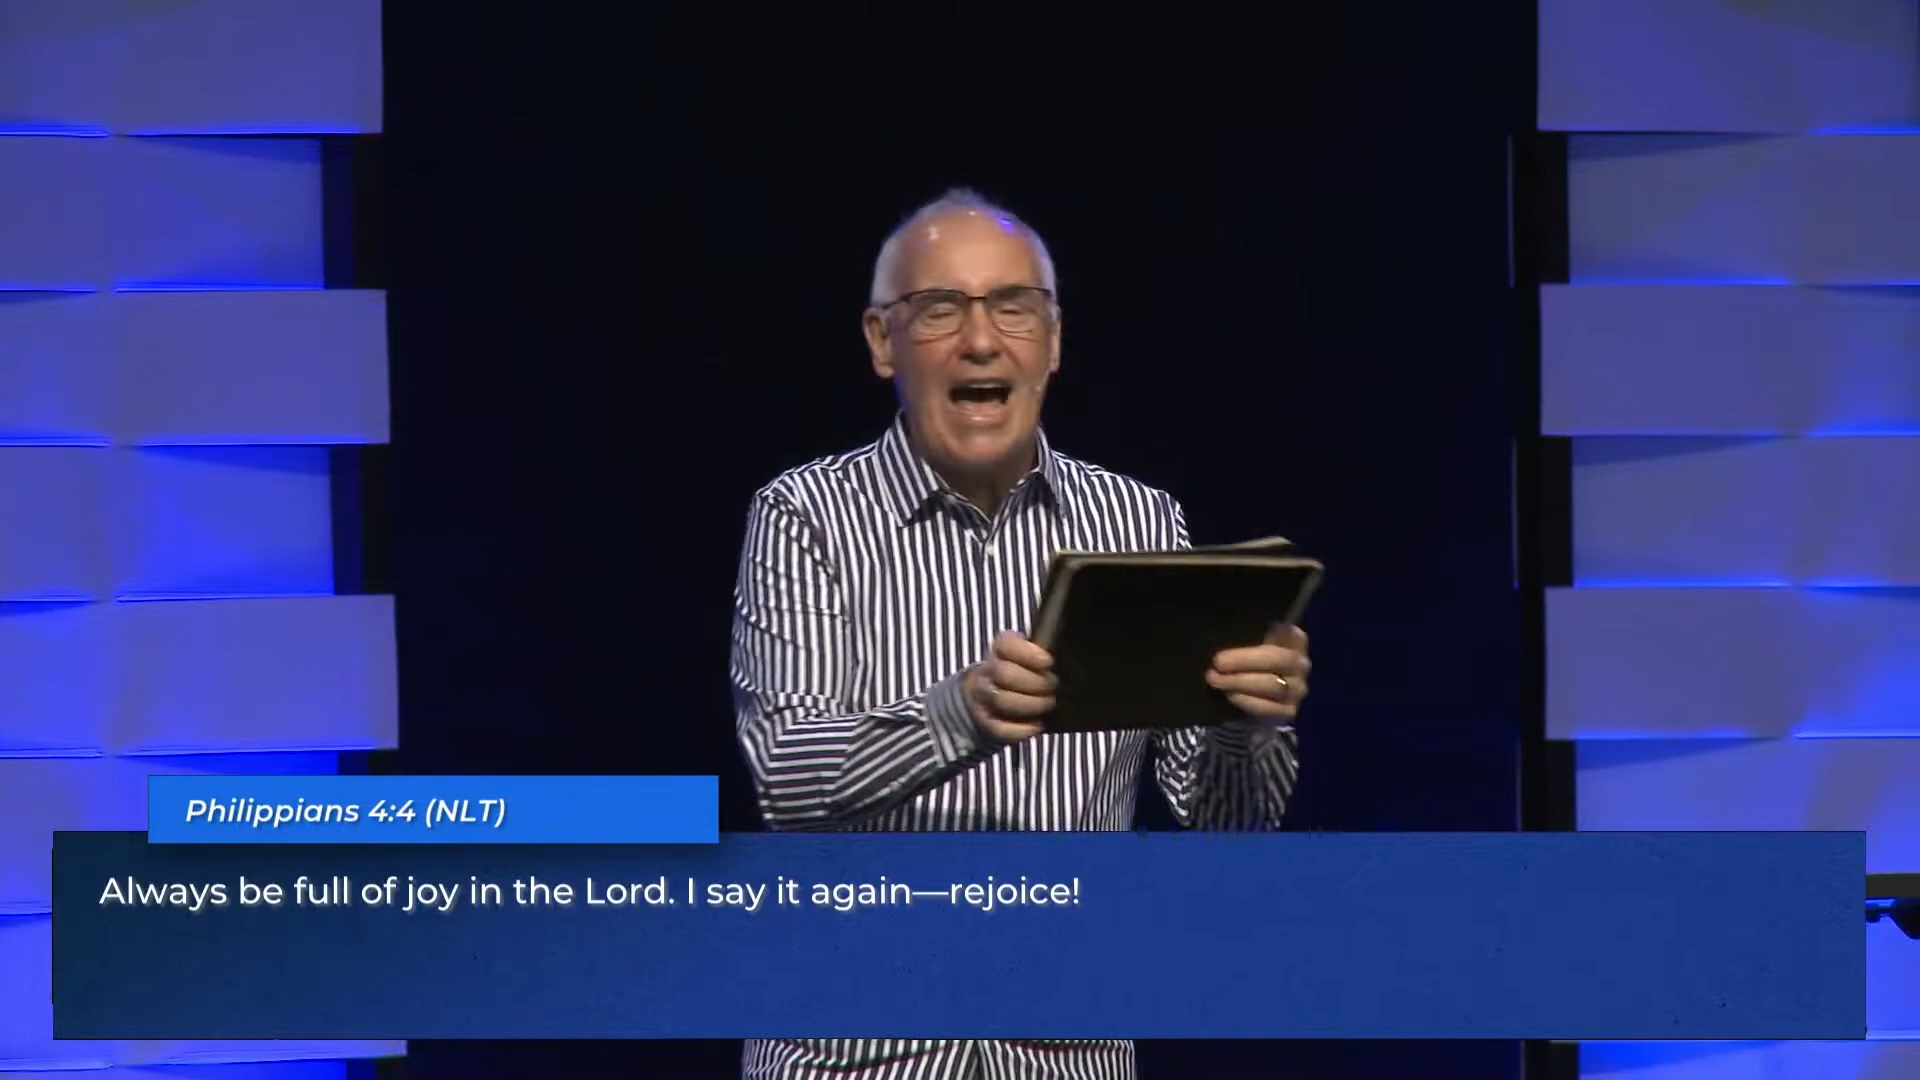 Philippians 4:4 (NLT)
Always be full of joy in the Lord. I say it again—rejoice!